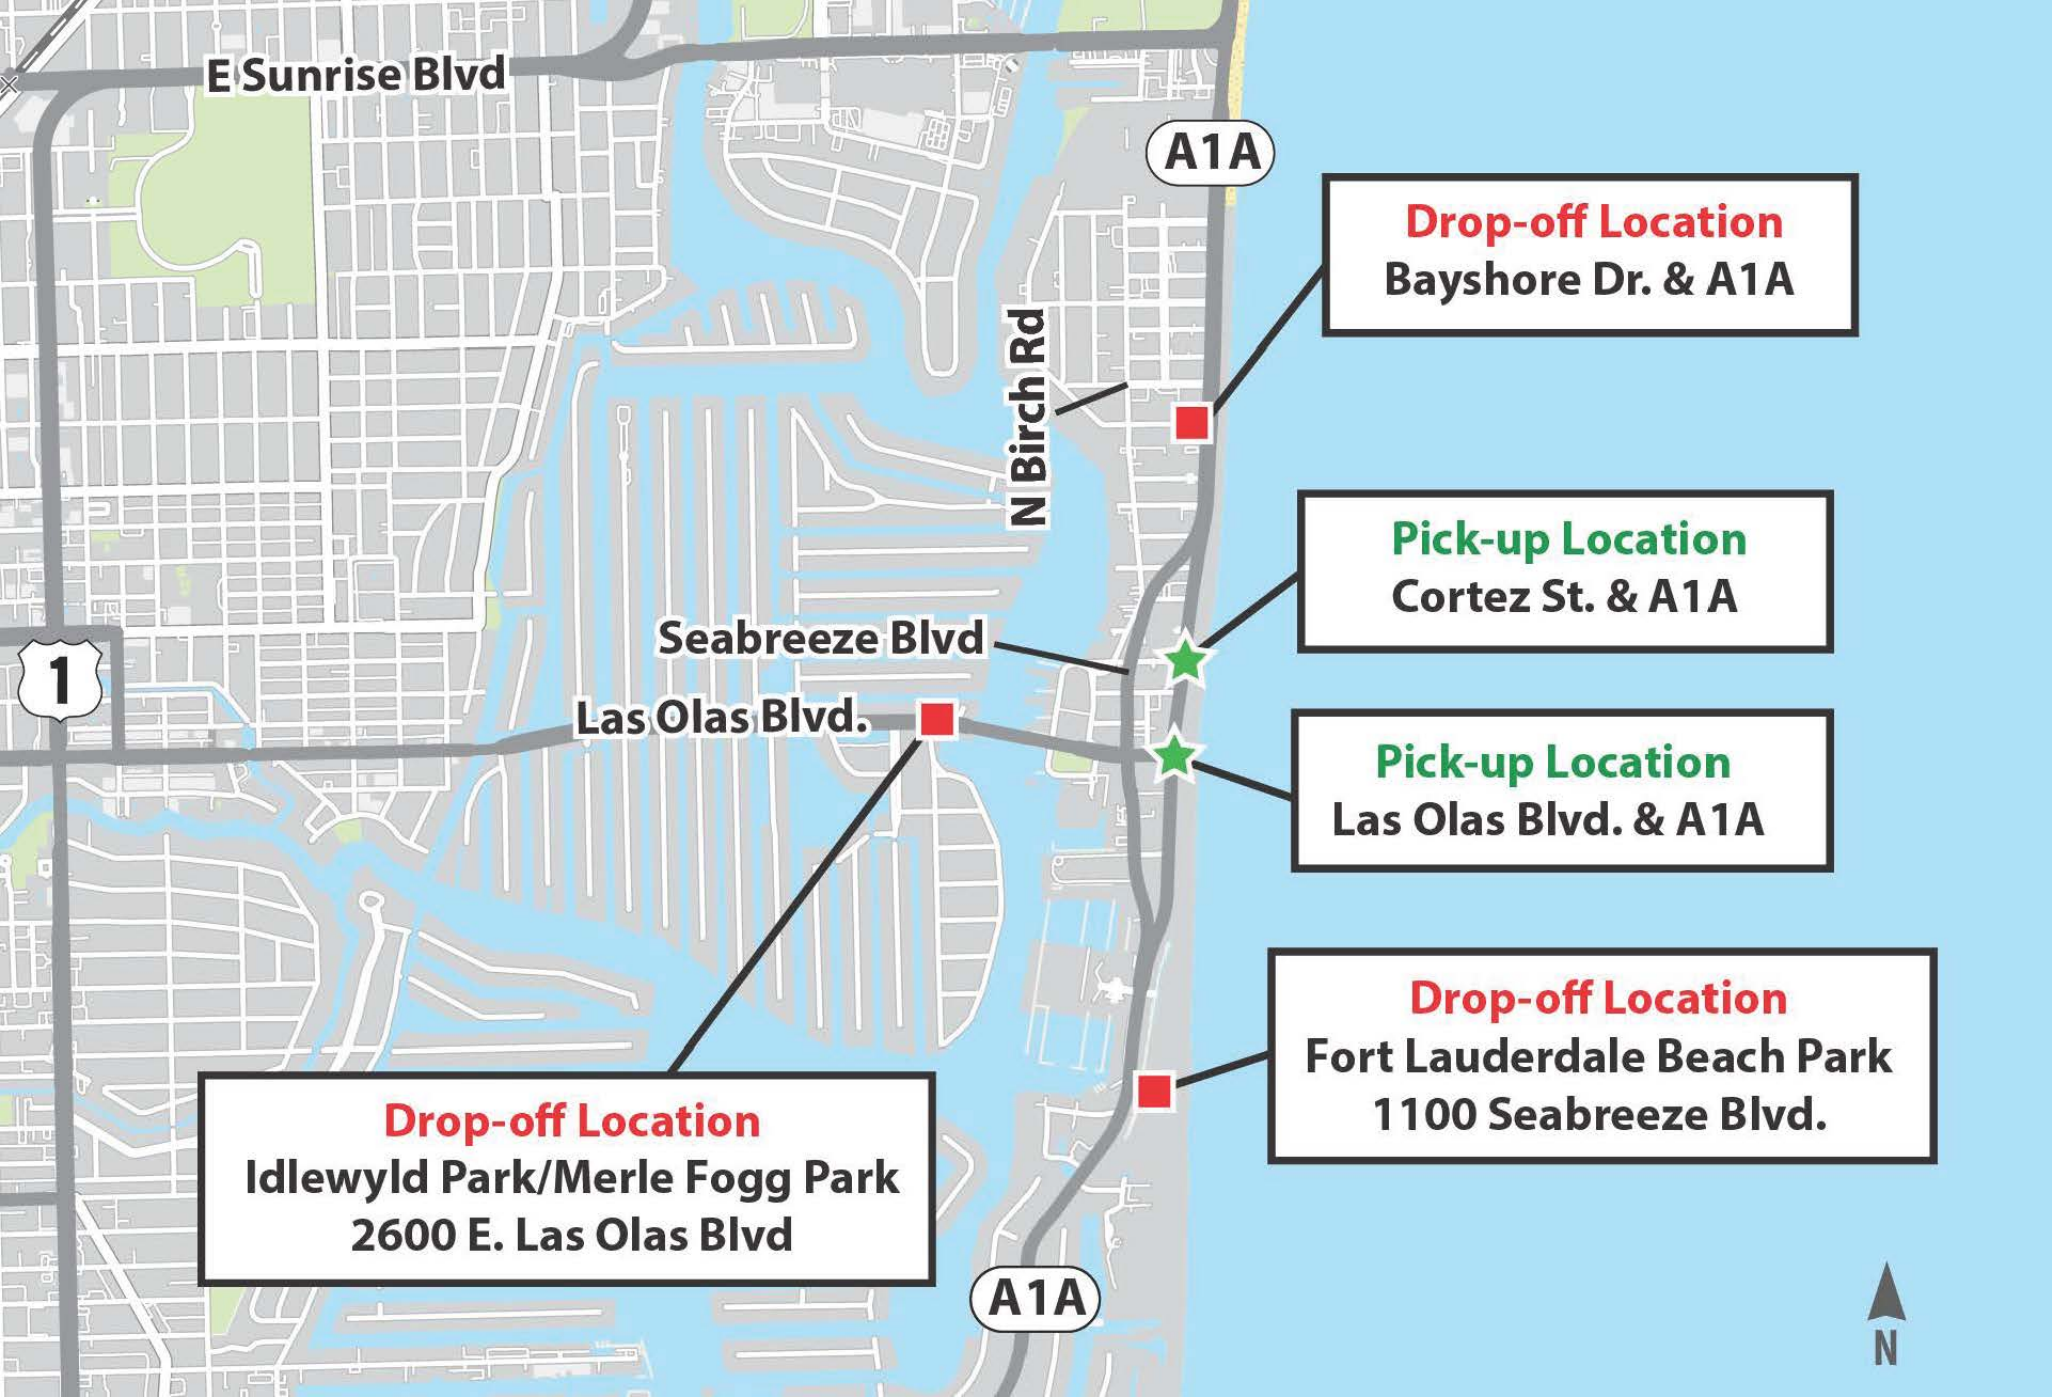 E Sunrise Blvd
A1A
Drop-off Location
Bayshore Dr. & A1A
N Birch Rd
Pick-up Location
Cortez St. & A1A
Seabreeze Blvd
1
Las Olas Blvd.
Pick-up Location
Las Olas Blvd. & A1A
Drop-off Location
Fort Lauderdale Beach Park
1100 Seabreeze Blvd.
Drop-off Location
Idlewyld Park/Merle Fogg Park
2600 E. Las Olas Blvd
A1A
N